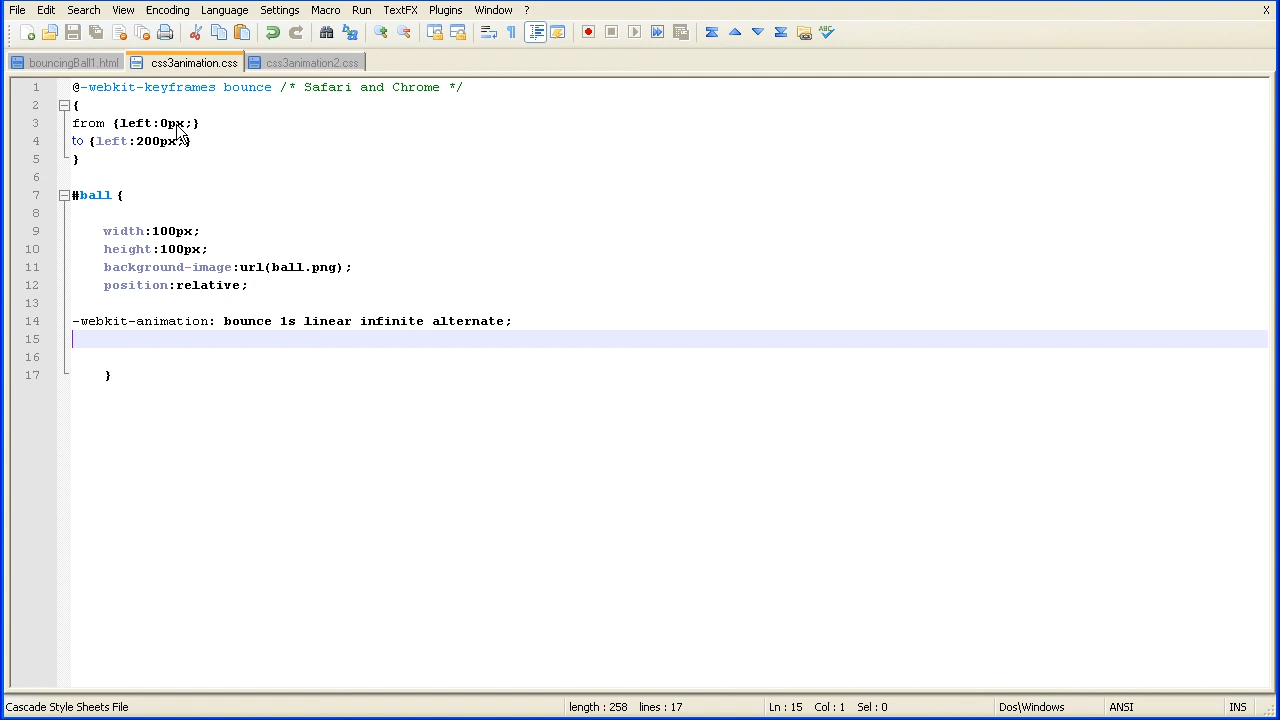 File Edit Search View Encoding Language Settings Macro Run TextFX Plugins Window ? X
bouncingBall1.html css3animation.css css3animation2.css
1 @-webkit-keyframes bounce /* Safari and Chrome */
2 {
3 from {left:0px;}
4 to {left:200px;}
5 }
6
7 #ball {
8
9 width:100px;
10 height:100px;
11 background-image:url(ball.png);
12 position:relative;
13
14 -webkit-animation: bounce 1s linear infinite alternate;
15
16
17 }
Cascade Style Sheets File length : 258 lines : 17 Ln : 15 Col : 1 Sel : 0 Dos\Windows ANSI INS